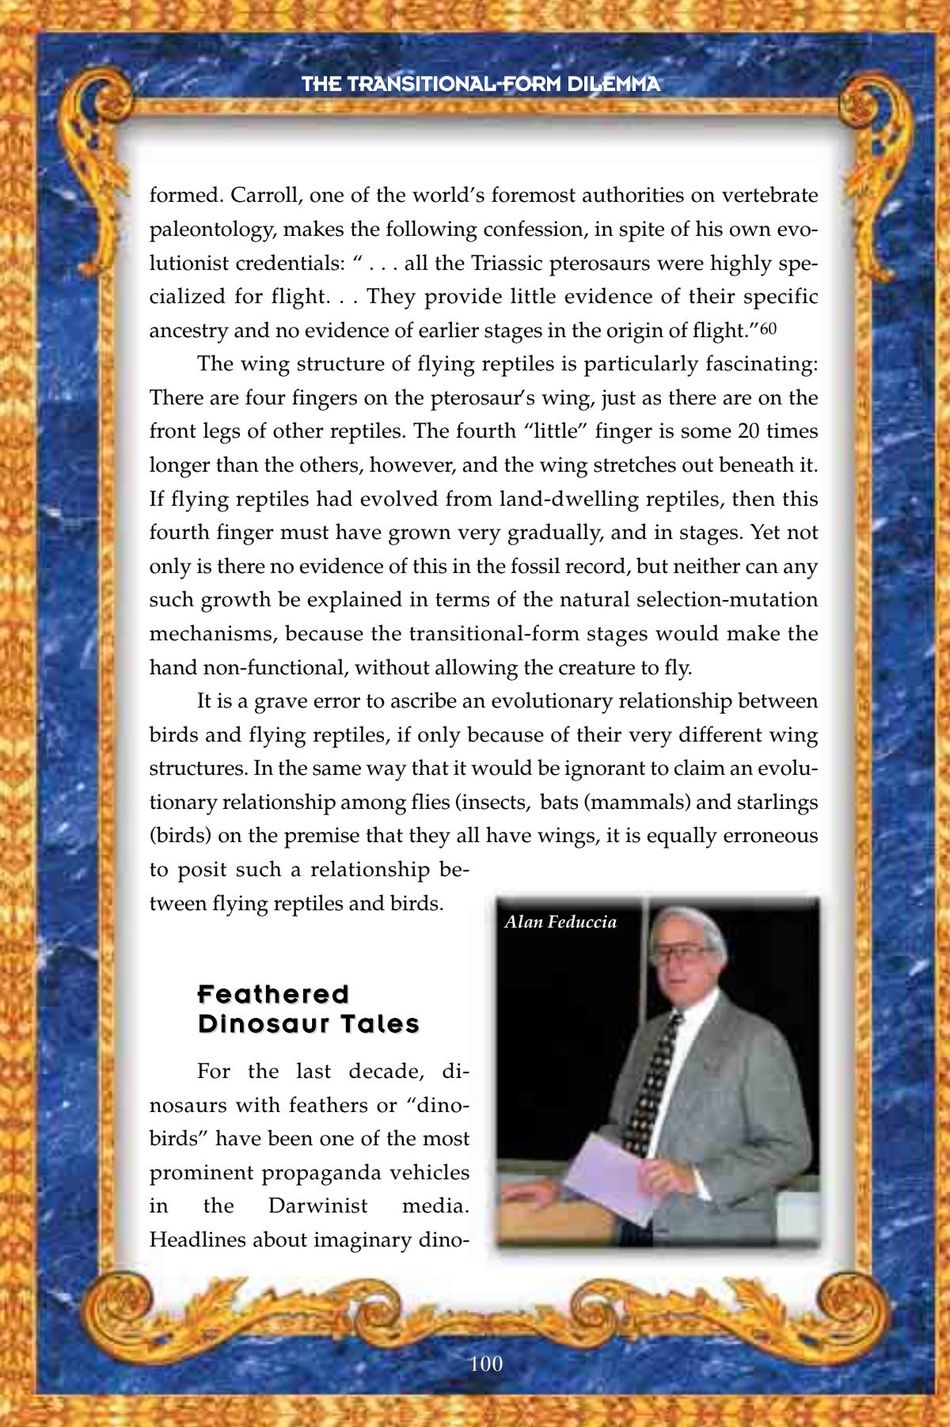 THE TRANSITIONAL-FORM DILEMMA
formed. Carroll, one of the world's foremost authorities on vertebrate
paleontology, makes the following confession, in spite of his own evo-
lutionist credentials: “ . . . all the Triassic pterosaurs were highly spe-
cialized for flight. . . They provide little evidence of their specific
ancestry and no evidence of earlier stages in the origin of flight.”60
The wing structure of flying reptiles is particularly fascinating:
There are four fingers on the pterosaur's wing, just as there are on the
front legs of other reptiles. The fourth “little” finger is some 20 times
longer than the others, however, and the wing stretches out beneath it.
If flying reptiles had evolved from land-dwelling reptiles, then this
fourth finger must have grown very gradually, and in stages. Yet not
only is there no evidence of this in the fossil record, but neither can any
such growth be explained in terms of the natural selection-mutation
mechanisms, because the transitional-form stages would make the
hand non-functional, without allowing the creature to fly.
It is a grave error to ascribe an evolutionary relationship between
birds and flying reptiles, if only because of their very different wing
structures. In the same way that it would be ignorant to claim an evolu-
tionary relationship among flies (insects, bats (mammals) and starlings
(birds) on the premise that they all have wings, it is equally erroneous
to posit such a relationship be-
tween flying reptiles and birds.
Alan Feduccia
Feathered
Dinosaur Tales
For the last decade, di-
nosaurs with feathers or “dino-
birds” have been one of the most
prominent propaganda vehicles
in the Darwinist media.
Headlines about imaginary dino-
100